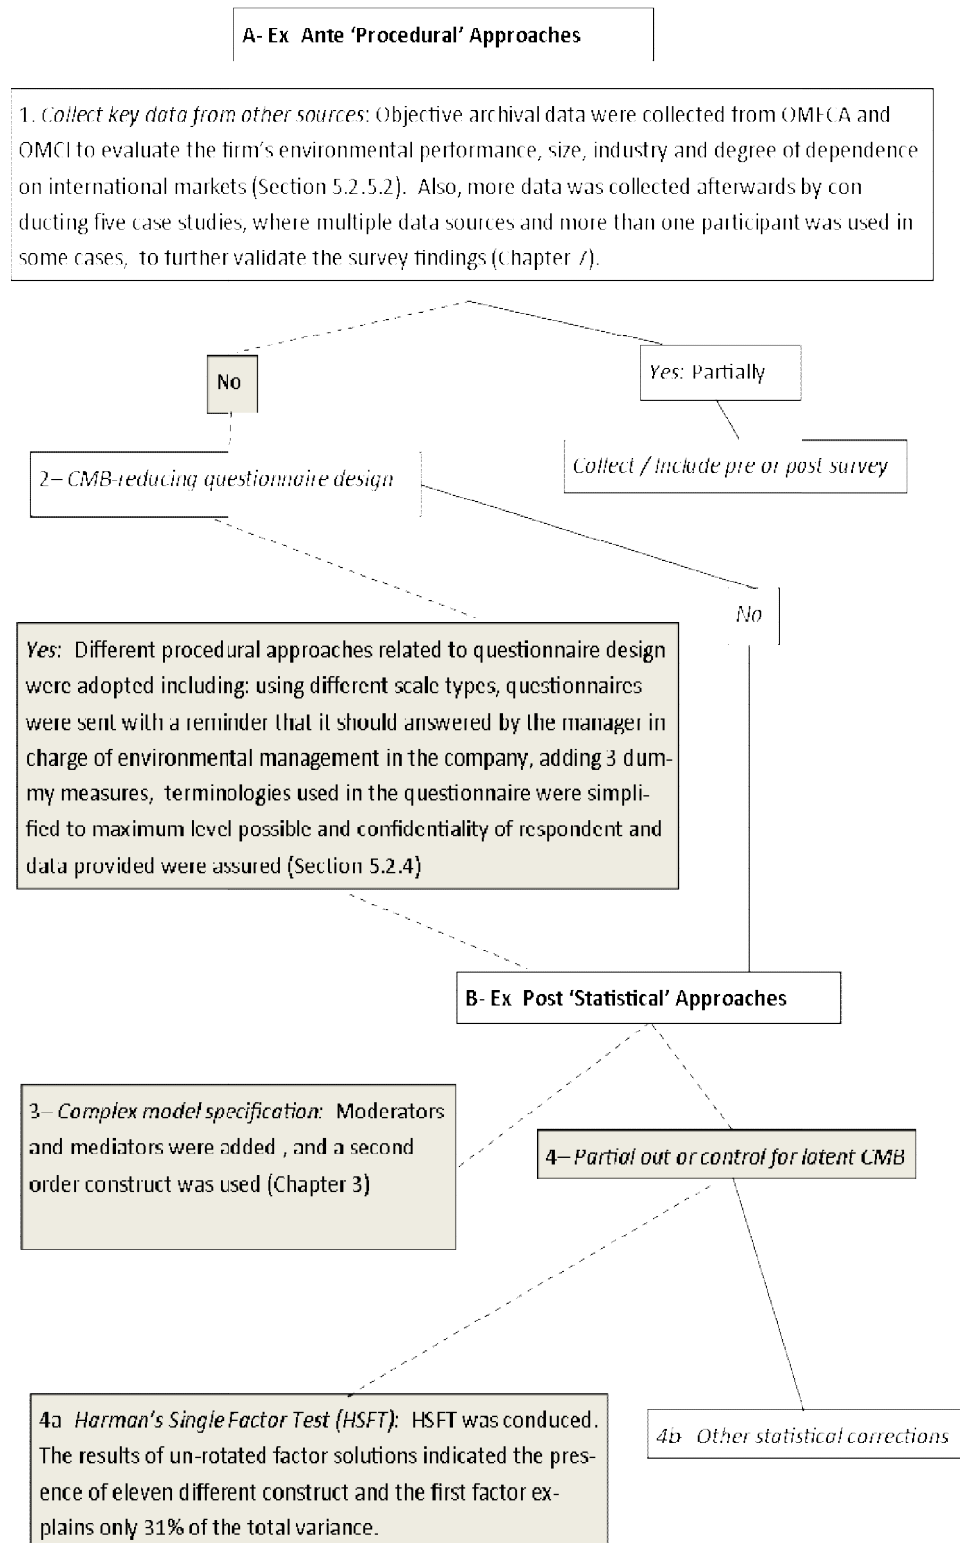 A- Ex Ante ‘Procedural’ Approaches
1. Collect key data from other sources: Objective archival data were collected from OMECA and
OMCI to evaluate the firm’s environmental performance, size, industry and degree of dependence
on international markets (Section 5.2.5.2). Also, more data was collected afterwards by con
ducting five case studies, where multiple data sources and more than one participant was used in
some cases, to further validate the survey findings (Chapter 7).
No
Yes: Partially
2– CMB-reducing questionnaire design
Collect / Include pre or post survey
No
Yes: Different procedural approaches related to questionnaire design
were adopted including: using different scale types, questionnaires
were sent with a reminder that it should answered by the manager in
charge of environmental management in the company, adding 3 dum-
my measures, terminologies used in the questionnaire were simpli-
fied to maximum level possible and confidentiality of respondent and
data provided were assured (Section 5.2.4)
B- Ex Post ‘Statistical’ Approaches
3– Complex model specification: Moderators
and mediators were added , and a second
order construct was used (Chapter 3)
4– Partial out or control for latent CMB
4a Harman’s Single Factor Test (HSFT): HSFT was conduced.
The results of un-rotated factor solutions indicated the pres-
ence of eleven different construct and the first factor ex-
plains only 31% of the total variance.
4b Other statistical corrections